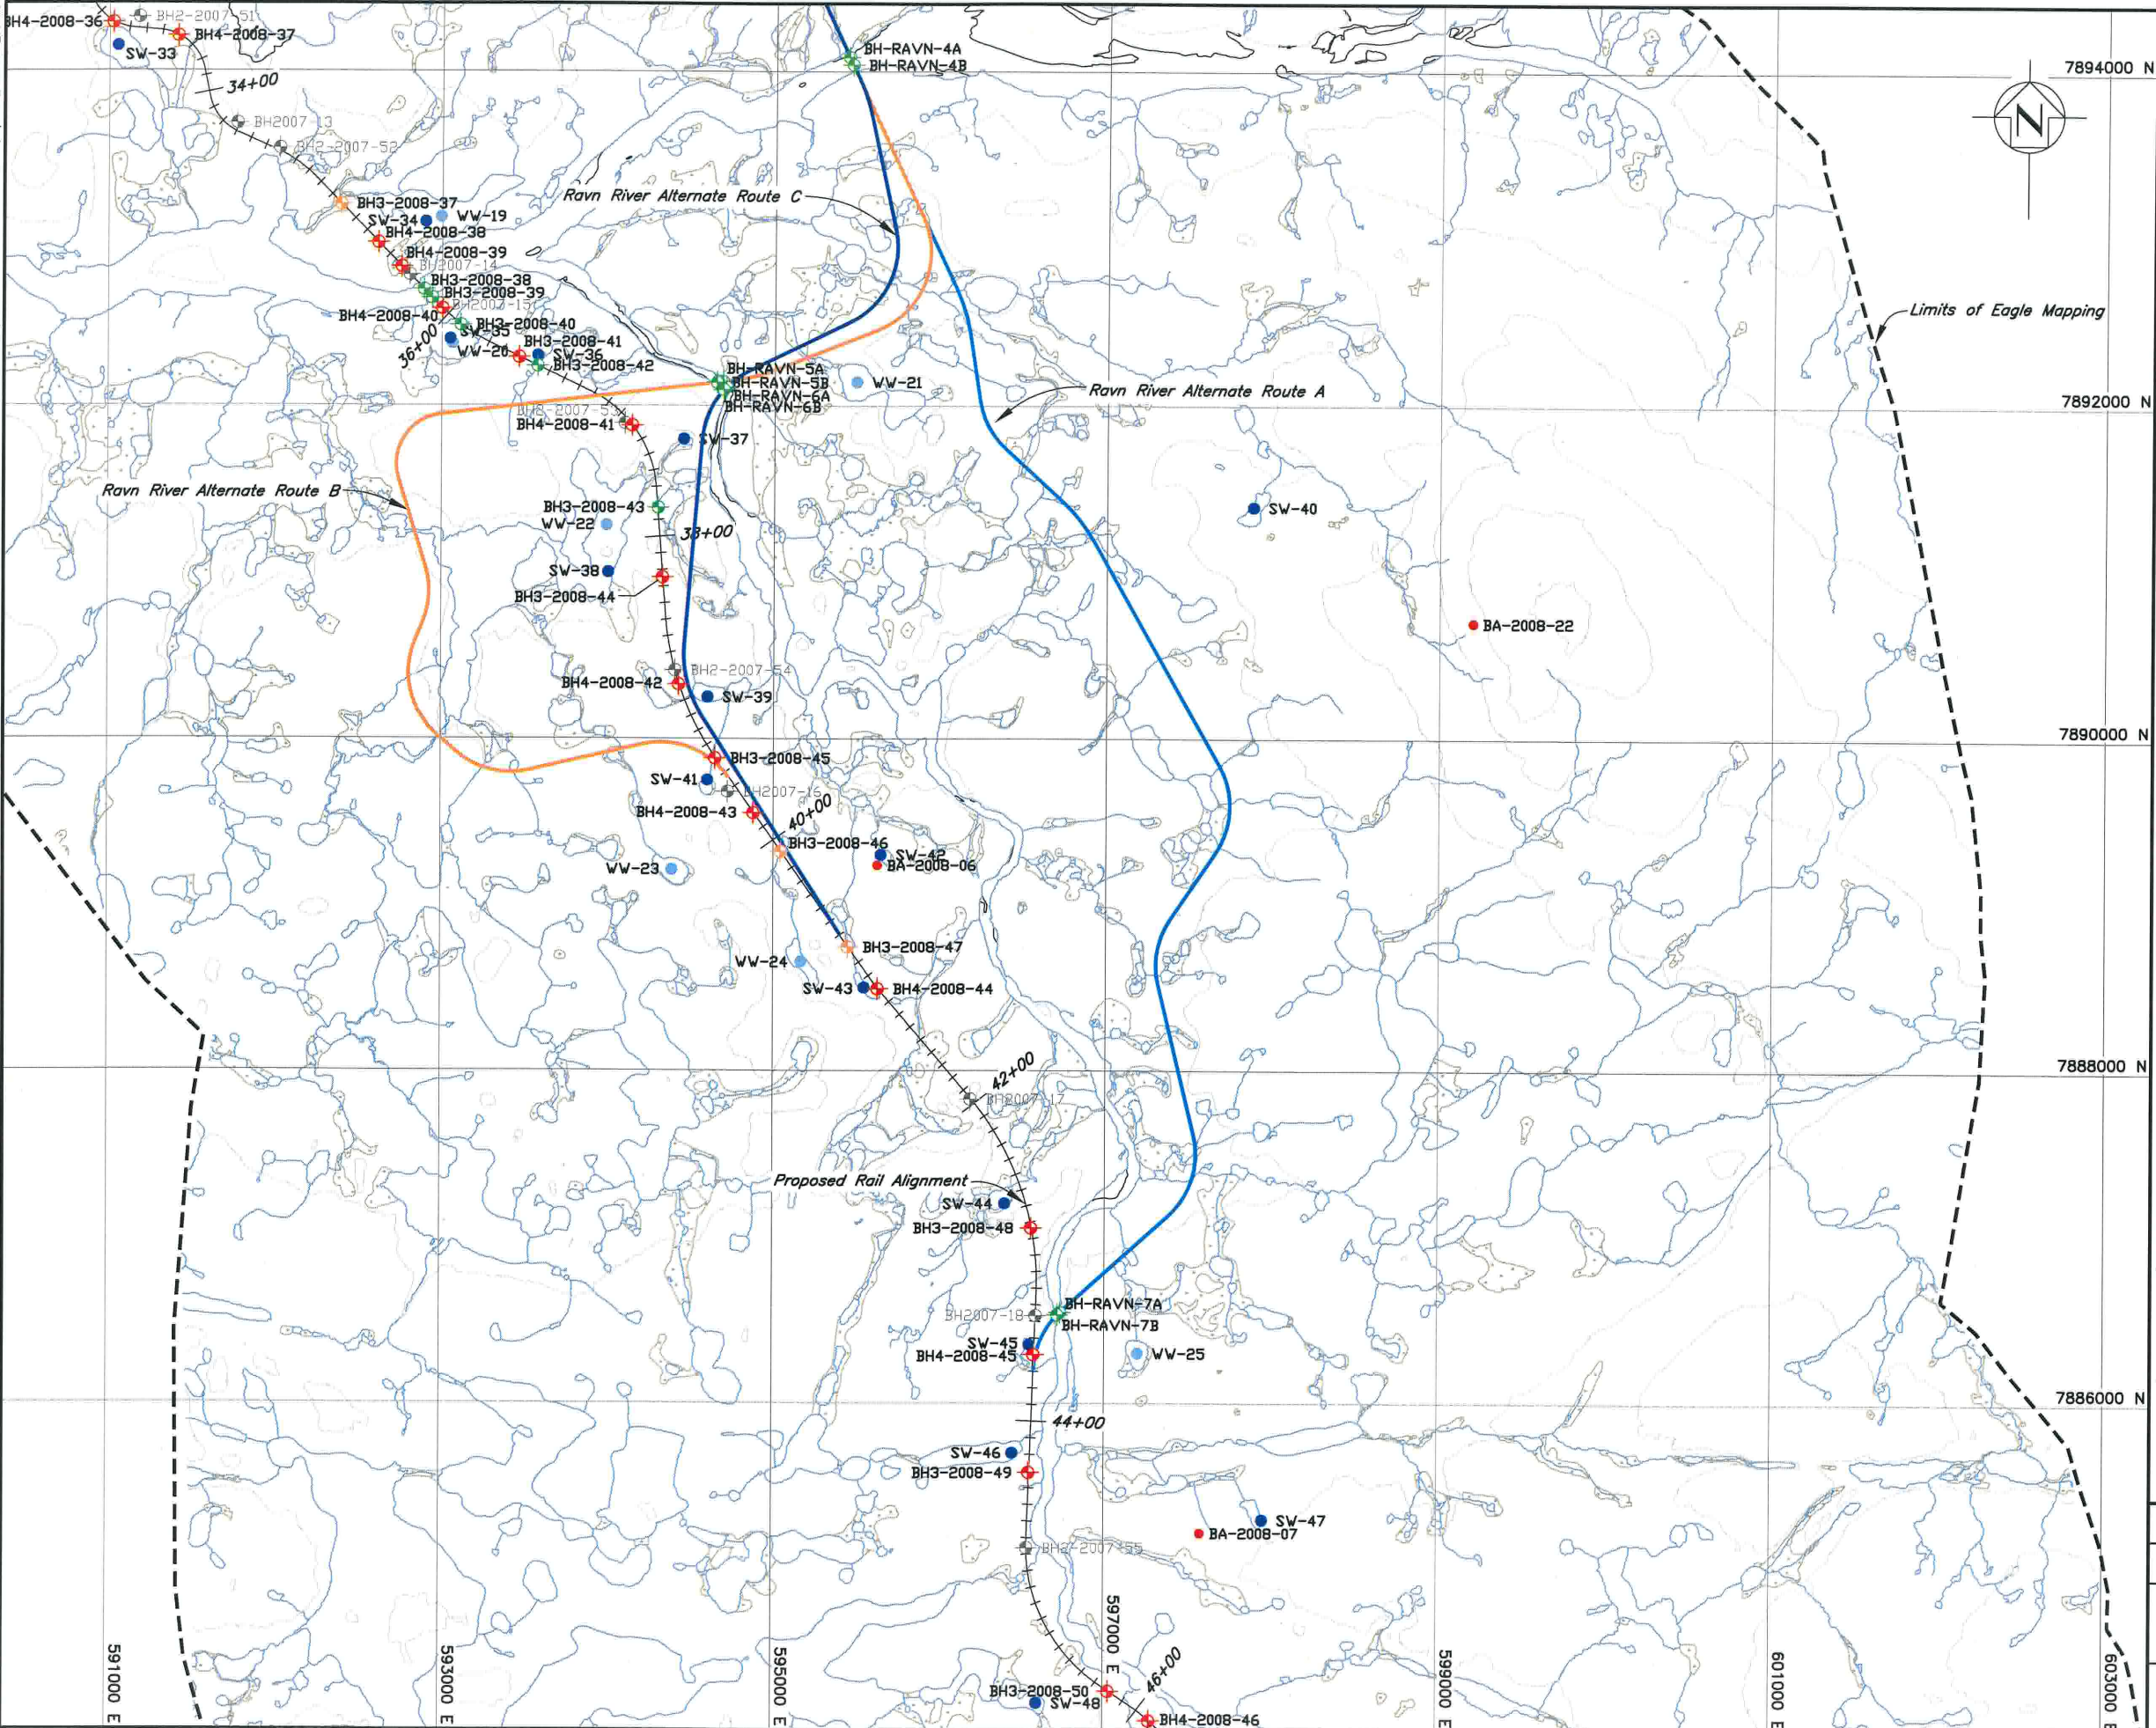 BH4-2008-36
BH2-2007-51
BH4-2008-37
SW-33
34+00
BH-RAVN-4A
BH-RAVN-4B
7894000 N
N
BH2007-13
BH2-2007-52
Ravn River Alternate Route C
BH3-2008-37
SW-34
WW-19
BH4-2008-38
BH4-2008-39
BH2007-14
BH3-2008-38
BH3-2008-39
BH2007-15
BH4-2008-40
BH3-2008-40
SW-35
36+00
WW-20
BH3-2008-41
SW-36
BH3-2008-42
Limits of Eagle Mapping
BH-RAVN-5A
BH-RAVN-5B
BH-RAVN-6A
BH-RAVN-6B
WW-21
Ravn River Alternate Route A
7892000 N
BH2-2007-53
BH4-2008-41
SW-37
Ravn River Alternate Route B
BH3-2008-43
WW-22
38+00
SW-40
SW-38
BH3-2008-44
BA-2008-22
BH2-2007-54
BH4-2008-42
SW-39
7890000 N
BH3-2008-45
SW-41
BH2007-16
BH4-2008-43
40+00
BH3-2008-46
SW-42
BA-2008-06
WW-23
BH3-2008-47
WW-24
SW-43
BH4-2008-44
7888000 N
42+00
BH2007-17
Proposed Rail Alignment
SW-44
BH3-2008-48
BH-RAVN-7A
BH2007-18
BH-RAVN-7B
SW-45
BH4-2008-45
WW-25
7886000 N
44+00
SW-46
BH3-2008-49
SW-47
BA-2008-07
BH2-2007-55
591000 E
593000 E
595000 E
597000 E
599000 E
601000 E
603000 E
46+00
BH3-2008-50
SW-48
BH4-2008-46